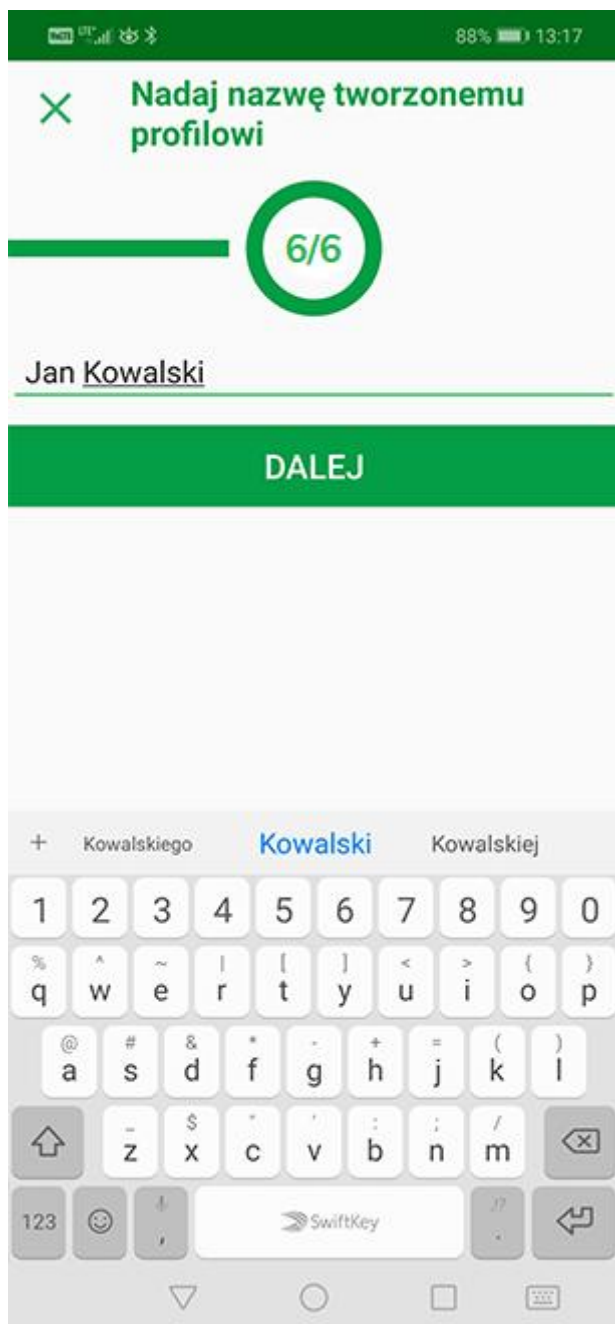 88% 13:17
Nadaj nazwę tworzonemu
profilowi
6/6
Jan Kowalski
DALEJ
+ Kowalskiego Kowalski Kowalskiej
1 2 3 4 5 6 7 8 9 0
% ^ ~ | [ ] < > { }
q w e r t y u i o p
@ # & * - + = ( )
a s d f g h j k l
_ $ " ' : ; /
z x c v b n m
123 , SwiftKey !? .